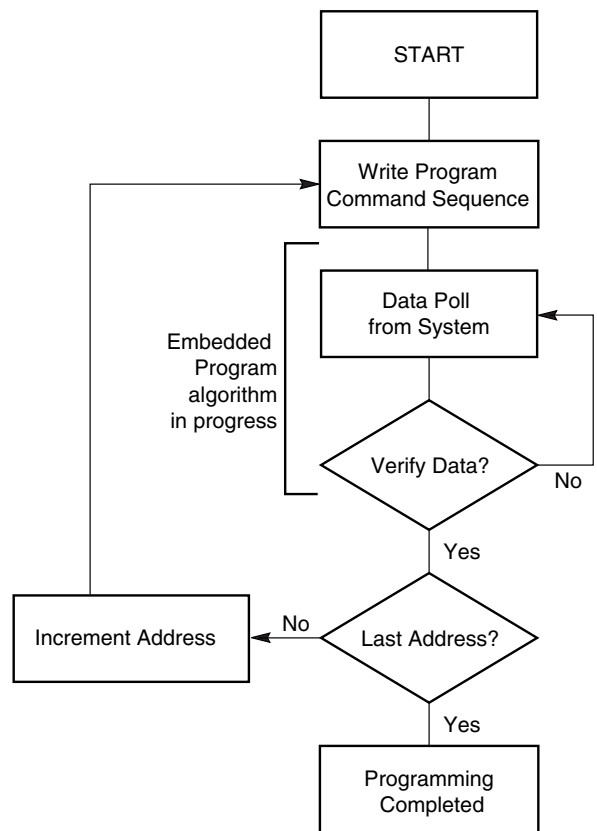 START
Write Program
Command Sequence
Data Poll
from System
Embedded
Program
algorithm
in progress
Verify Data?
No
Yes
No
Increment Address
Last Address?
Yes
Programming
Completed